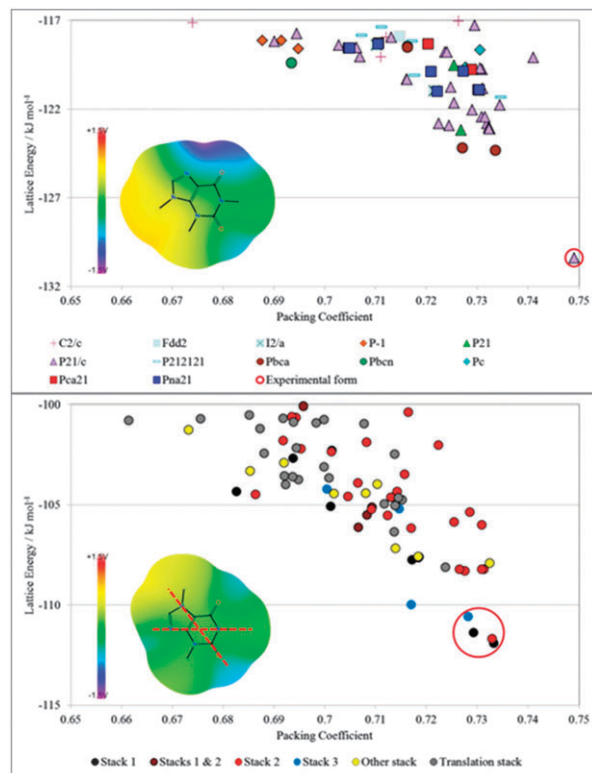 -117
-122
-127
-132
Lattice Energy / kJ mol⁻¹
+1.5V
-1.5V
0.65 0.66 0.67 0.68 0.69 0.7 0.71 0.72 0.73 0.74 0.75
Packing Coefficient
C2/c Fdd2 I2/a P-1 P21
P21/c P212121 Pbca Pbcn Pc
Pca21 Pna21 Experimental form
-100
-105
-110
-115
Lattice Energy / kJ mol⁻¹
+1.5V
-1.5V
0.65 0.66 0.67 0.68 0.69 0.7 0.71 0.72 0.73 0.74 0.75
Packing Coefficient
Stack 1 Stacks 1 & 2 Stack 2 Stack 3 Other stack Translation stack